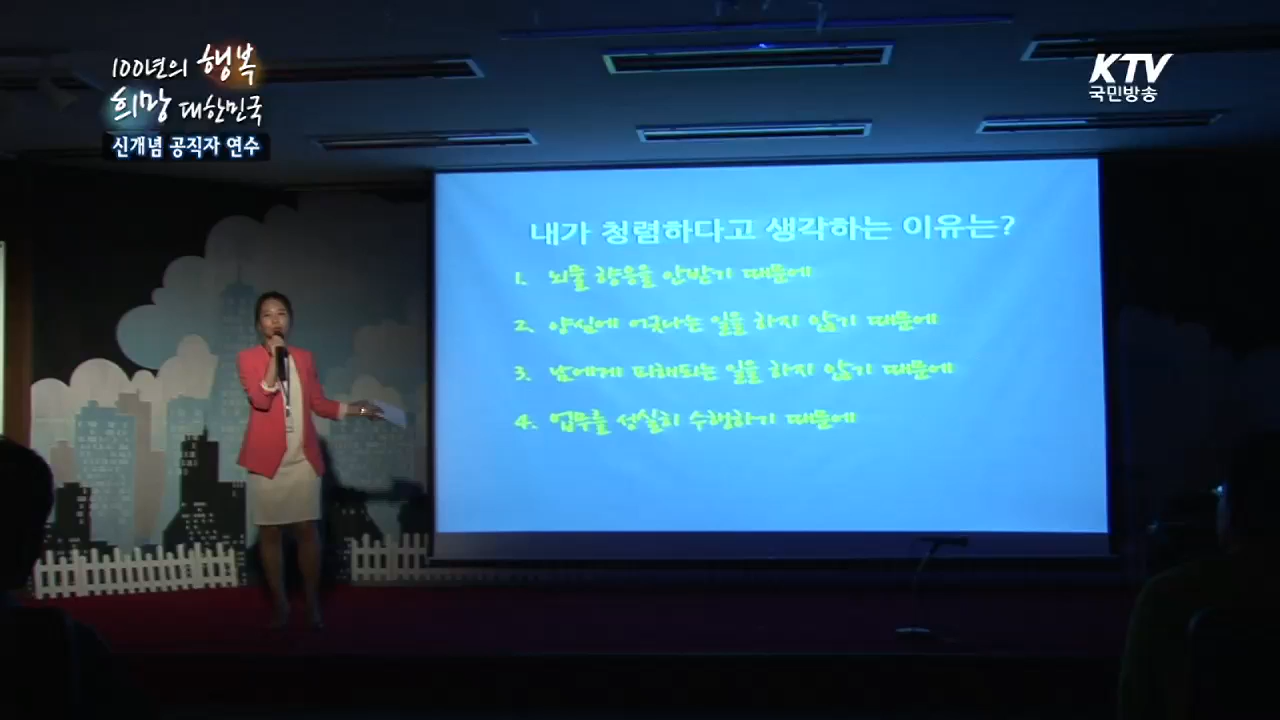 100년의 행복
희망 대한민국
신개념 공직자 연수
KTV
국민방송
내가 청렴하다고 생각하는 이유는?
1. 뇌물 향응을 안받기 때문에
2. 양심에 어긋나는 일을 하지 않기 때문에
3. 남에게 피해되는 일을 하지 않기 때문에
4. 업무를 성실히 수행하기 때문에